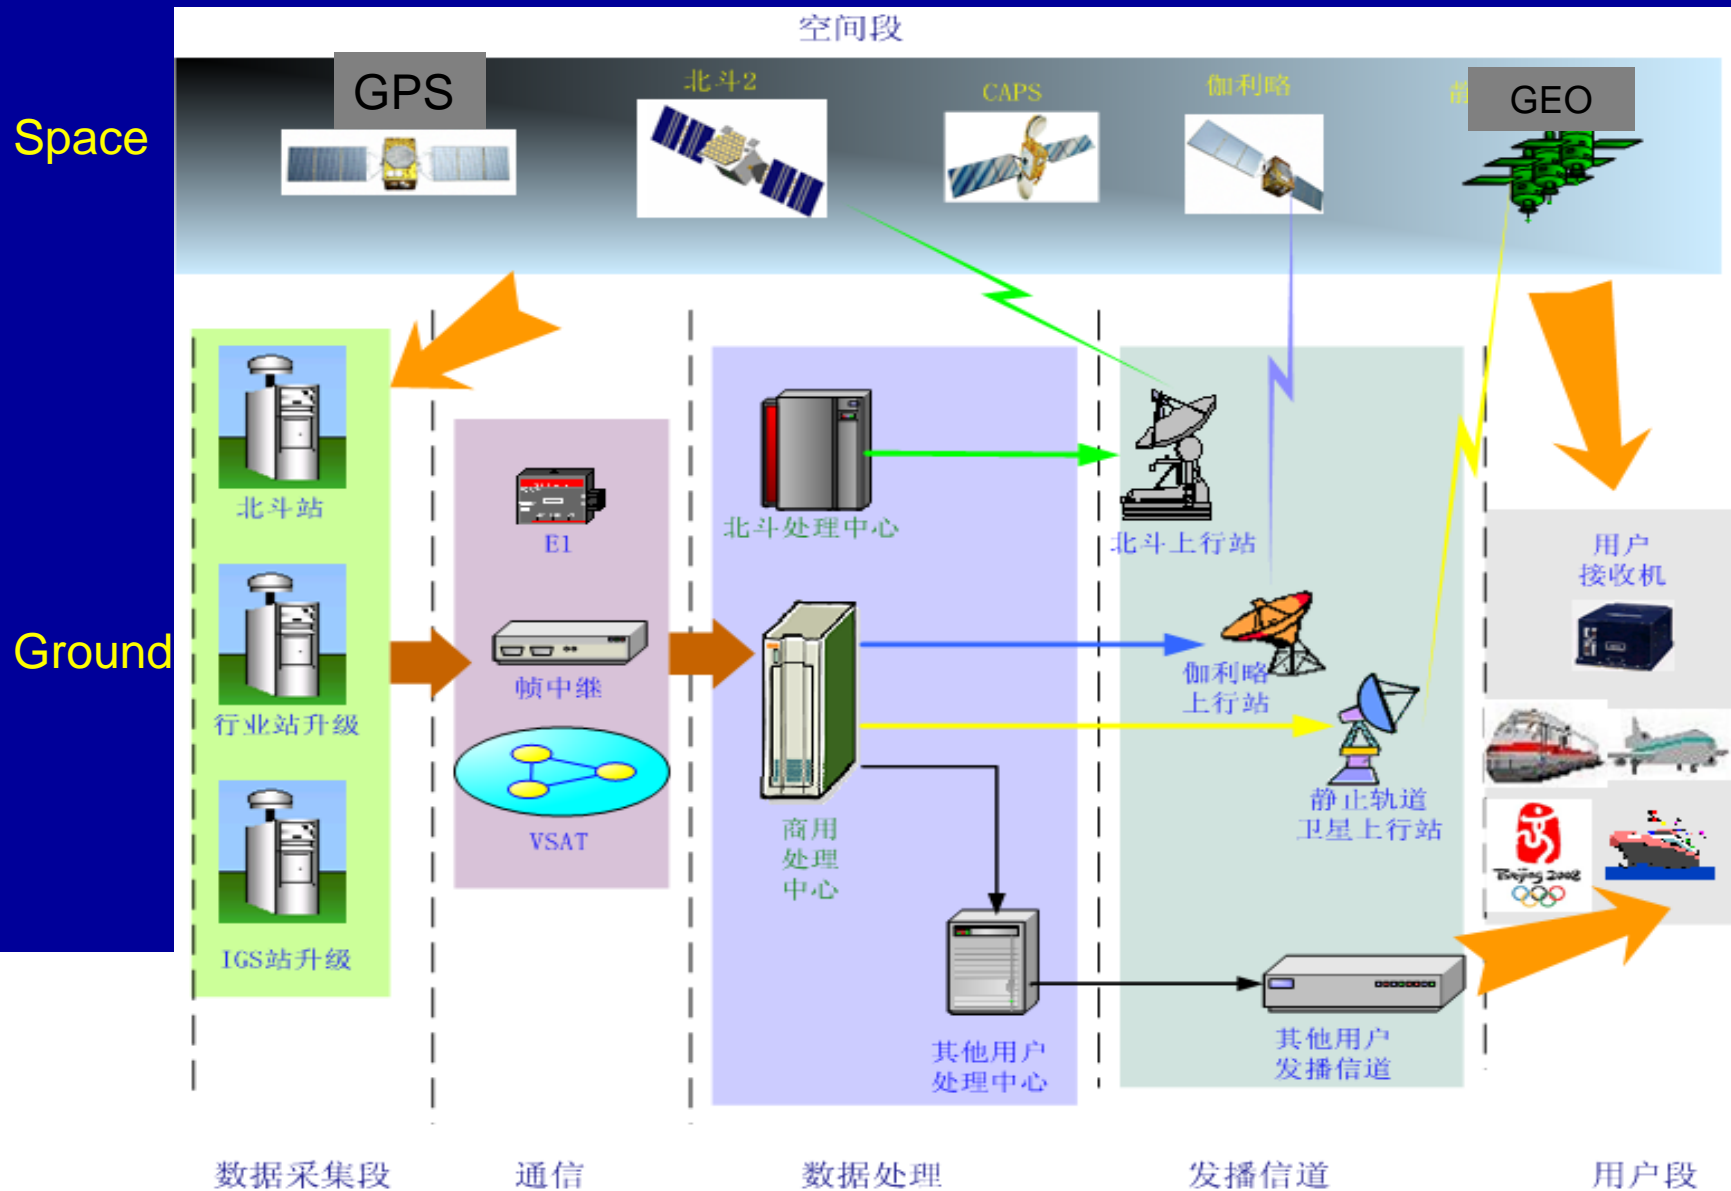 空间段
GPS
北斗2
CAPS
伽利略
GEO
Space
Ground
北斗站
行业站升级
IGS站升级
E1
帧中继
VSAT
北斗处理中心
商用
处理
中心
其他用户
处理中心
北斗上行站
伽利略
上行站
静止轨道
卫星上行站
其他用户
发播信道
用户
接收机
Beijing 2008
数据采集段
通信
数据处理
发播信道
用户段